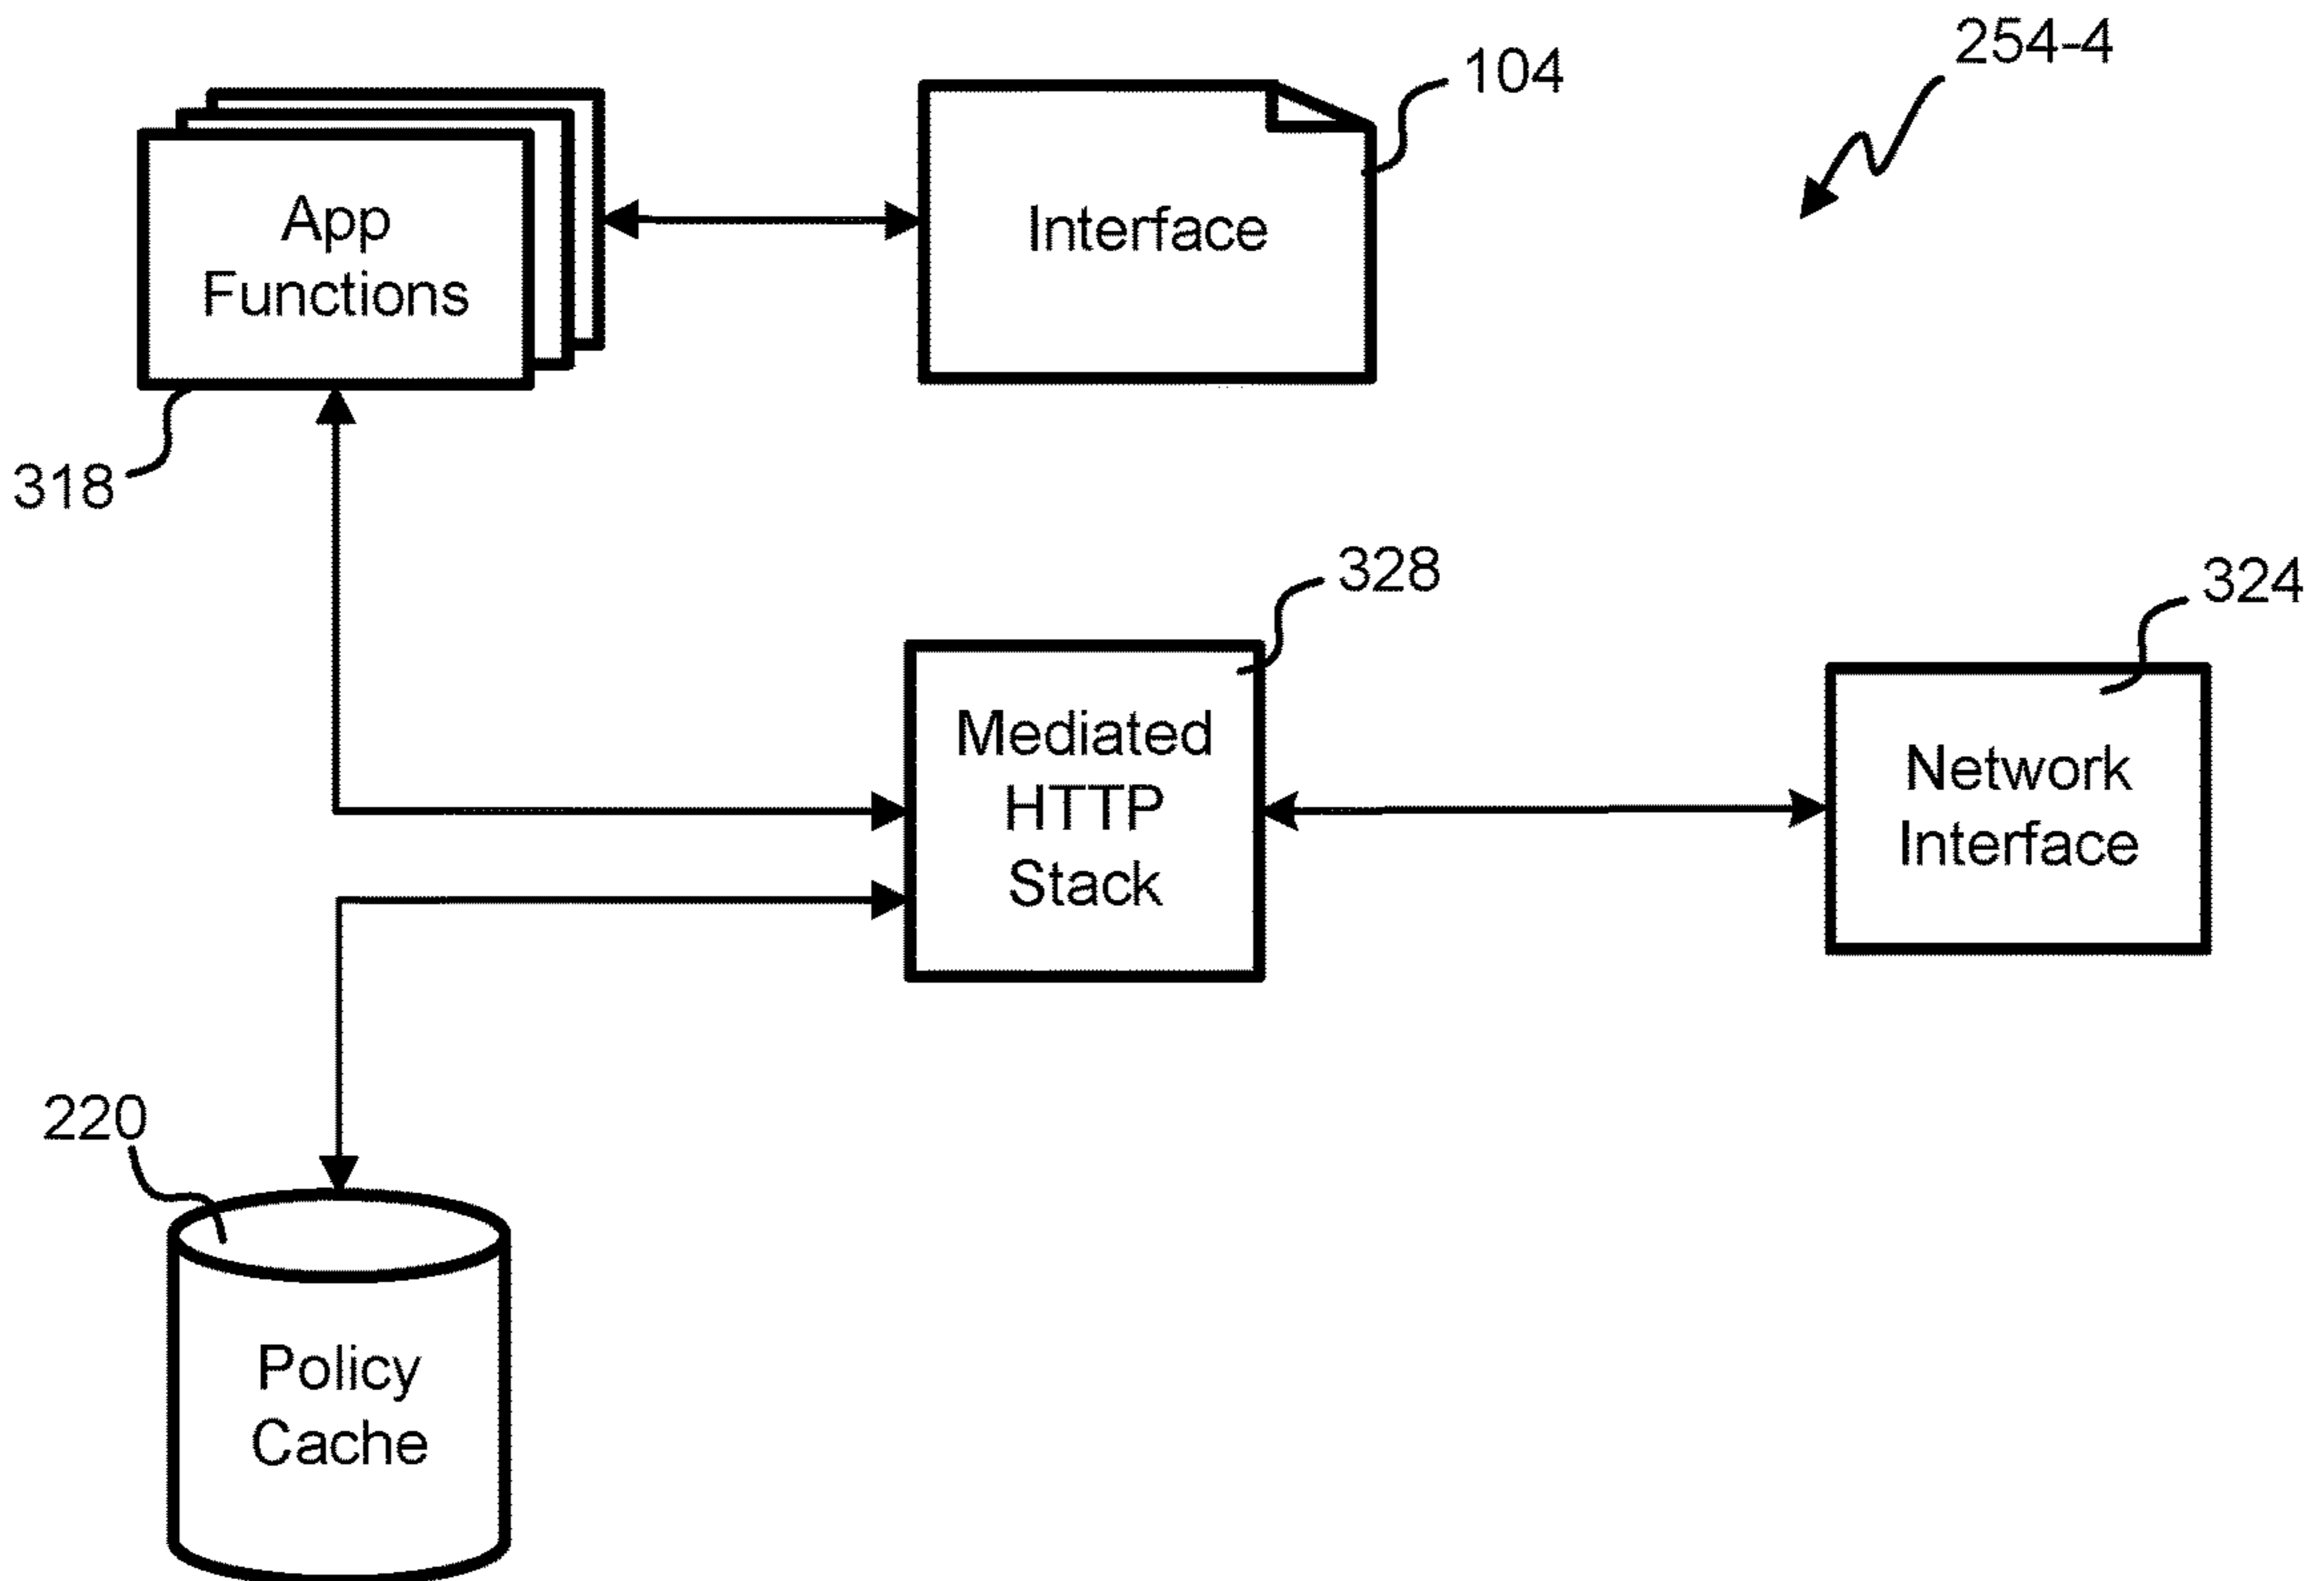 254-4
104
App
Functions
Interface
318
328
324
Mediated
HTTP
Stack
Network
Interface
220
Policy
Cache